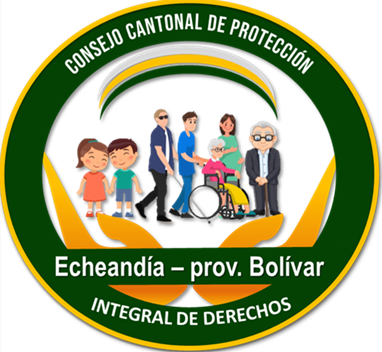 CONSEJO CANTONAL DE PROTECCIÓN
Echeandía – prov. Bolívar
INTEGRAL DE DERECHOS